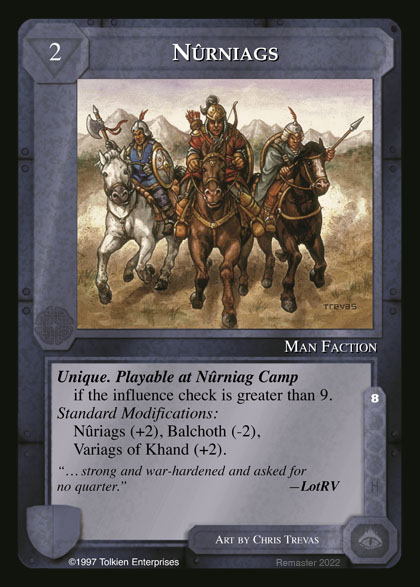 2
NÛRNIAGS
TREVAS
MAN FACTION
Unique. Playable at Nûrniag Camp
if the influence check is greater than 9.
Standard Modifications:
Nûriags (+2), Balchoth (-2),
Variags of Khand (+2).
“… strong and war-hardened and asked for
no quarter.” –LotRV
8
H
ART BY CHRIS TREVAS
©1997 Tolkien Enterprises
Remaster 2022